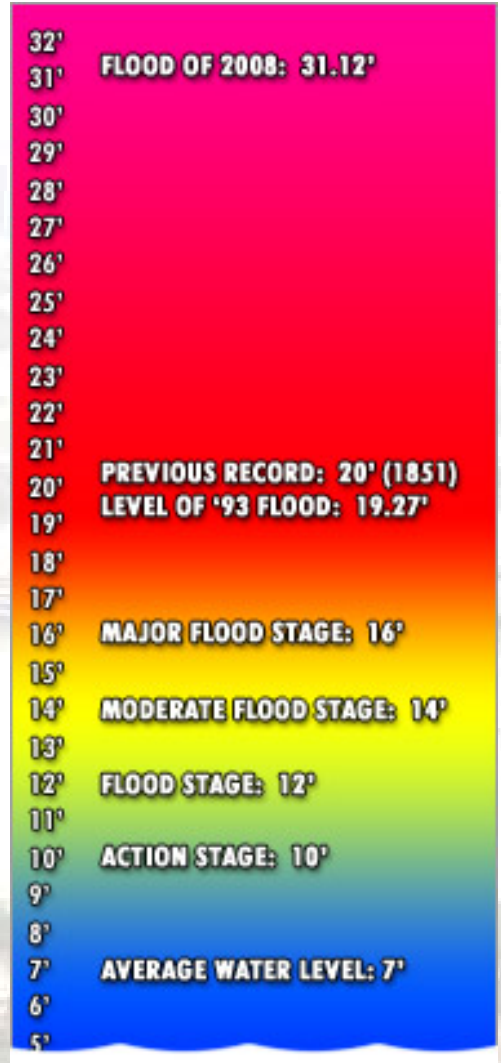 32'
FLOOD OF 2008: 31.12'
31'
30'
29'
28'
27'
26'
25'
24'
23'
22'
21'
PREVIOUS RECORD: 20' (1851)
20'
LEVEL OF '93 FLOOD: 19.27'
19'
18'
17'
16' MAJOR FLOOD STAGE: 16'
15'
14' MODERATE FLOOD STAGE: 14'
13'
12' FLOOD STAGE: 12'
11'
10' ACTION STAGE: 10'
9'
8'
7' AVERAGE WATER LEVEL: 7'
6'
5'